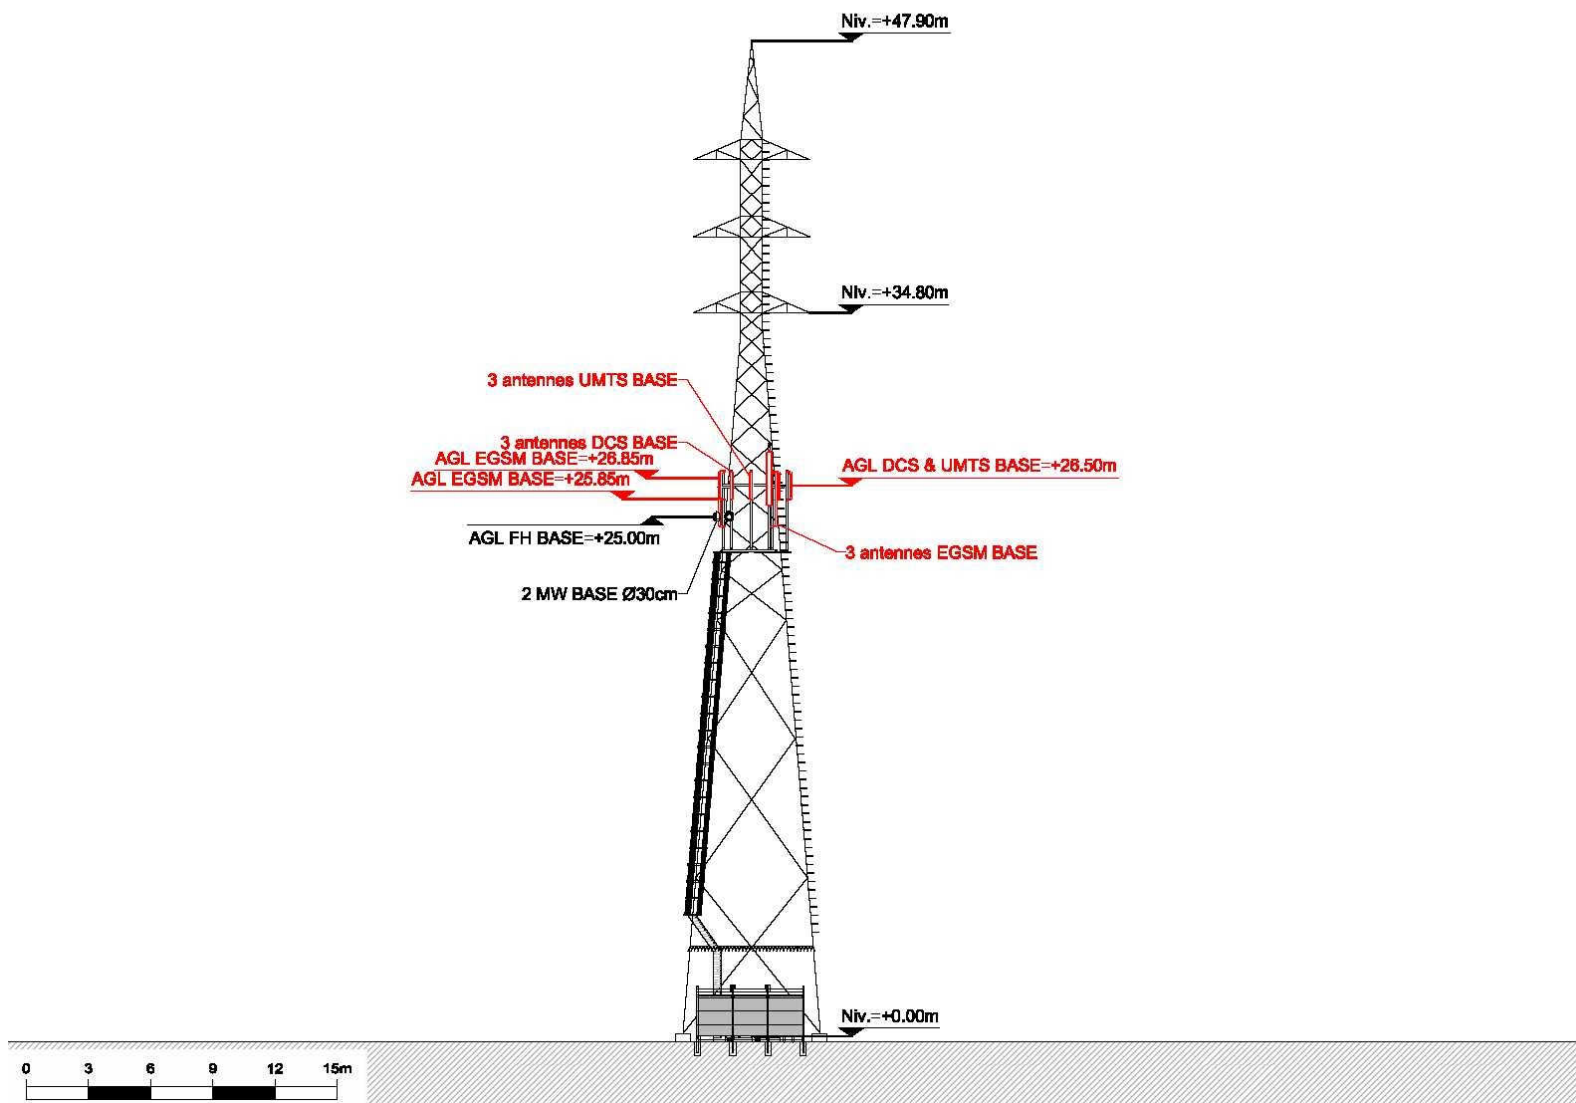 Niv.=+47.90m
Niv.=+34.80m
3 antennes UMTS BASE
3 antennes DCS BASE
AGL EGSM BASE=+26.85m
AGL DCS & UMTS BASE=+26.50m
AGL EGSM BASE=+25.85m
AGL FH BASE=+25.00m
3 antennes EGSM BASE
2 MW BASE Ø30cm
Niv.=+0.00m
0 3 6 9 12 15m